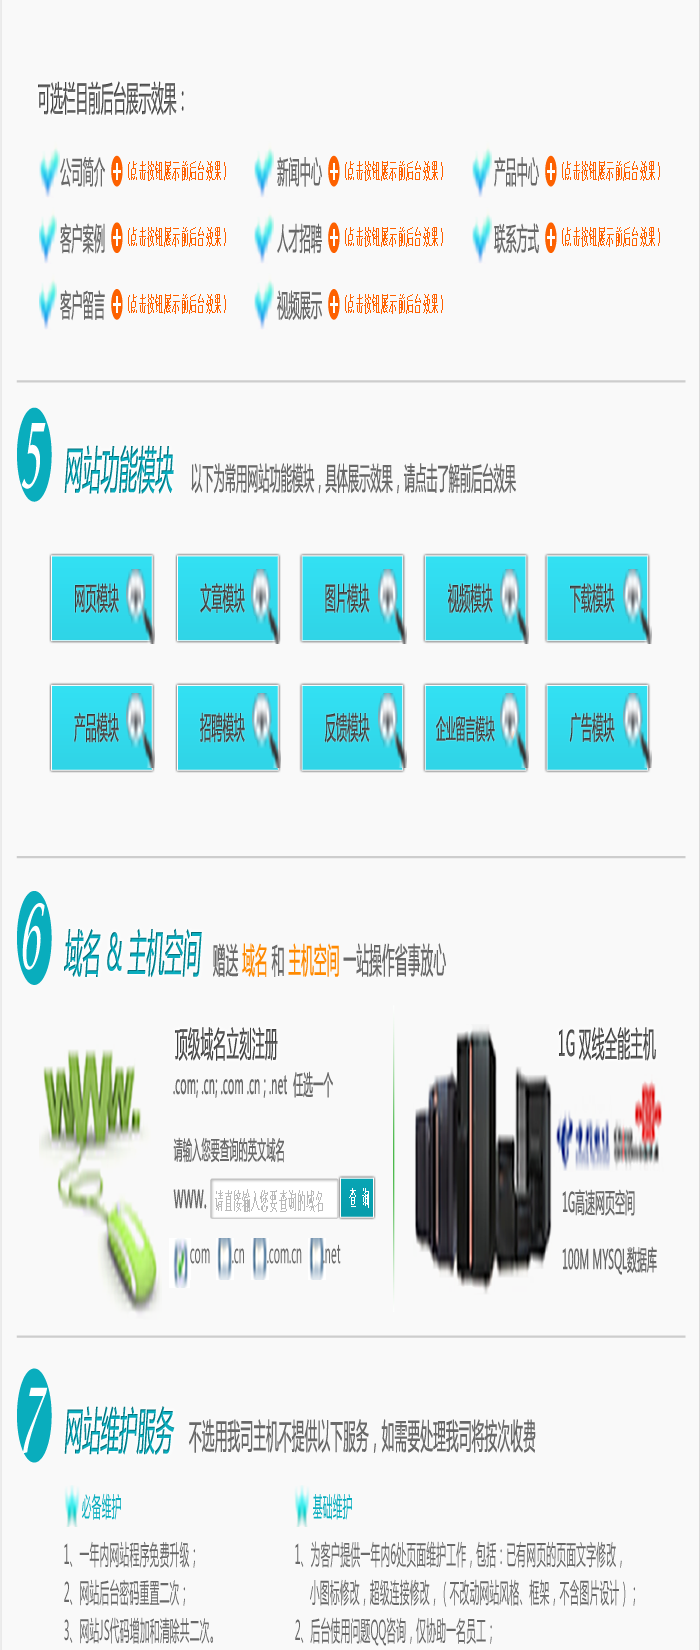 可选栏目前后台展示效果：
公司简介 （点击按钮展示前后台效果） 新闻中心 （点击按钮展示前后台效果） 产品中心 （点击按钮展示前后台效果）
客户案例 （点击按钮展示前后台效果） 人才招聘 （点击按钮展示前后台效果） 联系方式 （点击按钮展示前后台效果）
客户留言 （点击按钮展示前后台效果） 视频展示 （点击按钮展示前后台效果）
5 网站功能模块 以下为常用网站功能模块，具体展示效果，请点击了解前后台效果
网页模块 文章模块 图片模块 视频模块 下载模块
产品模块 招聘模块 反馈模块 企业留言模块 广告模块
6 域名 & 主机空间 赠送 域名 和 主机空间 一站操作省事放心
www.
顶级域名立刻注册
.com; .cn; .com .cn ; .net 任选一个
请输入您要查询的英文域名
WWW. 请直接输入您要查询的域名 查 询
com .cn .com.cn .net
1G 双线全能主机
1G高速网页空间
100M MYSQL数据库
7 网站维护服务 不选用我司主机不提供以下服务，如需要处理我司将按次收费
必备维护
1、一年内网站程序免费升级；
2、网站后台密码重置二次；
3、网站JS代码增加和清除共二次。
基础维护
1、为客户提供一年内6处页面维护工作，包括：已有网页的页面文字修改，
小图标修改，超级连接修改，（不改动网站风格、框架，不含图片设计）；
2、后台使用问题QQ咨询，仅协助一名员工；